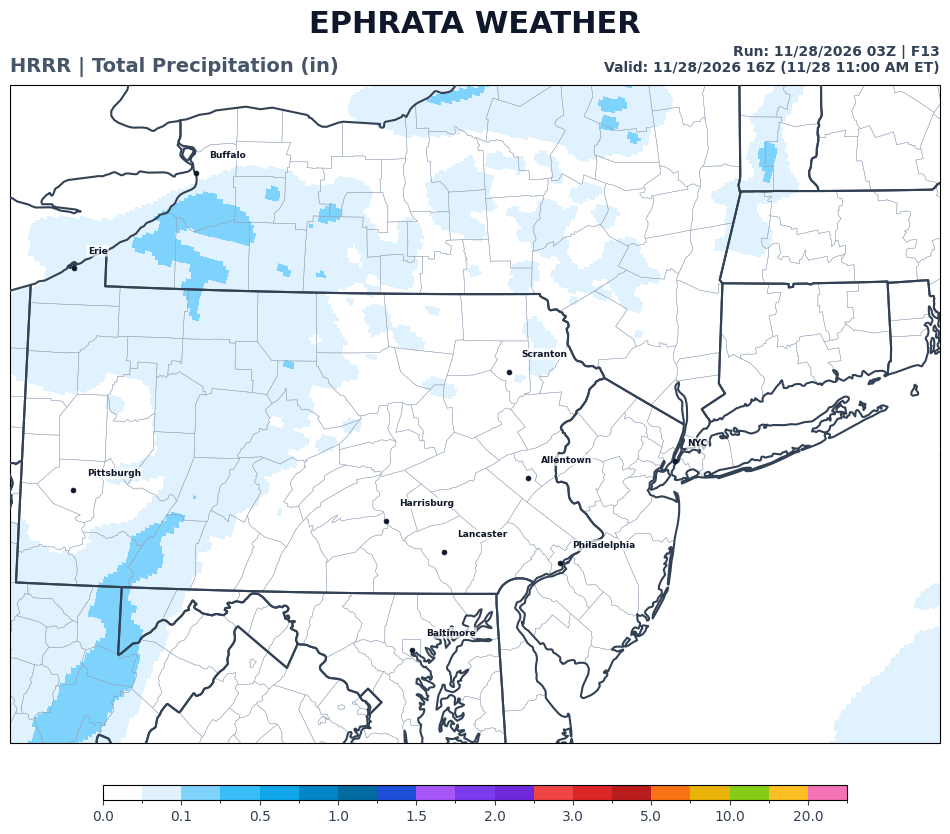 EPHRATA WEATHER
Run: 11/28/2026 03Z | F13
HRRR | Total Precipitation (in)
Valid: 11/28/2026 16Z (11/28 11:00 AM ET)
Buffalo
Erie
Scranton
NYC
Allentown
Pittsburgh
Harrisburg
Lancaster
Philadelphia
Baltimore
0.0 0.1 0.5 1.0 1.5 2.0 3.0 5.0 10.0 20.0